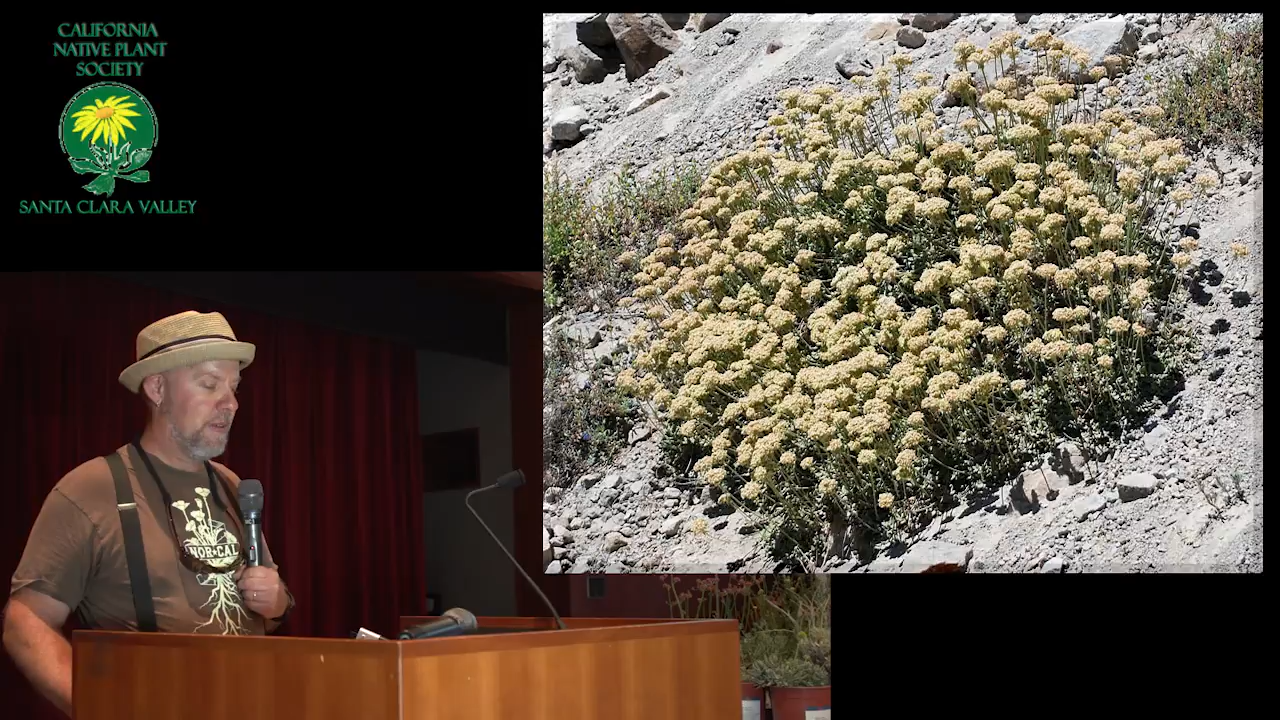 CALIFORNIA
NATIVE PLANT
SOCIETY
SANTA CLARA VALLEY
NOR★CAL